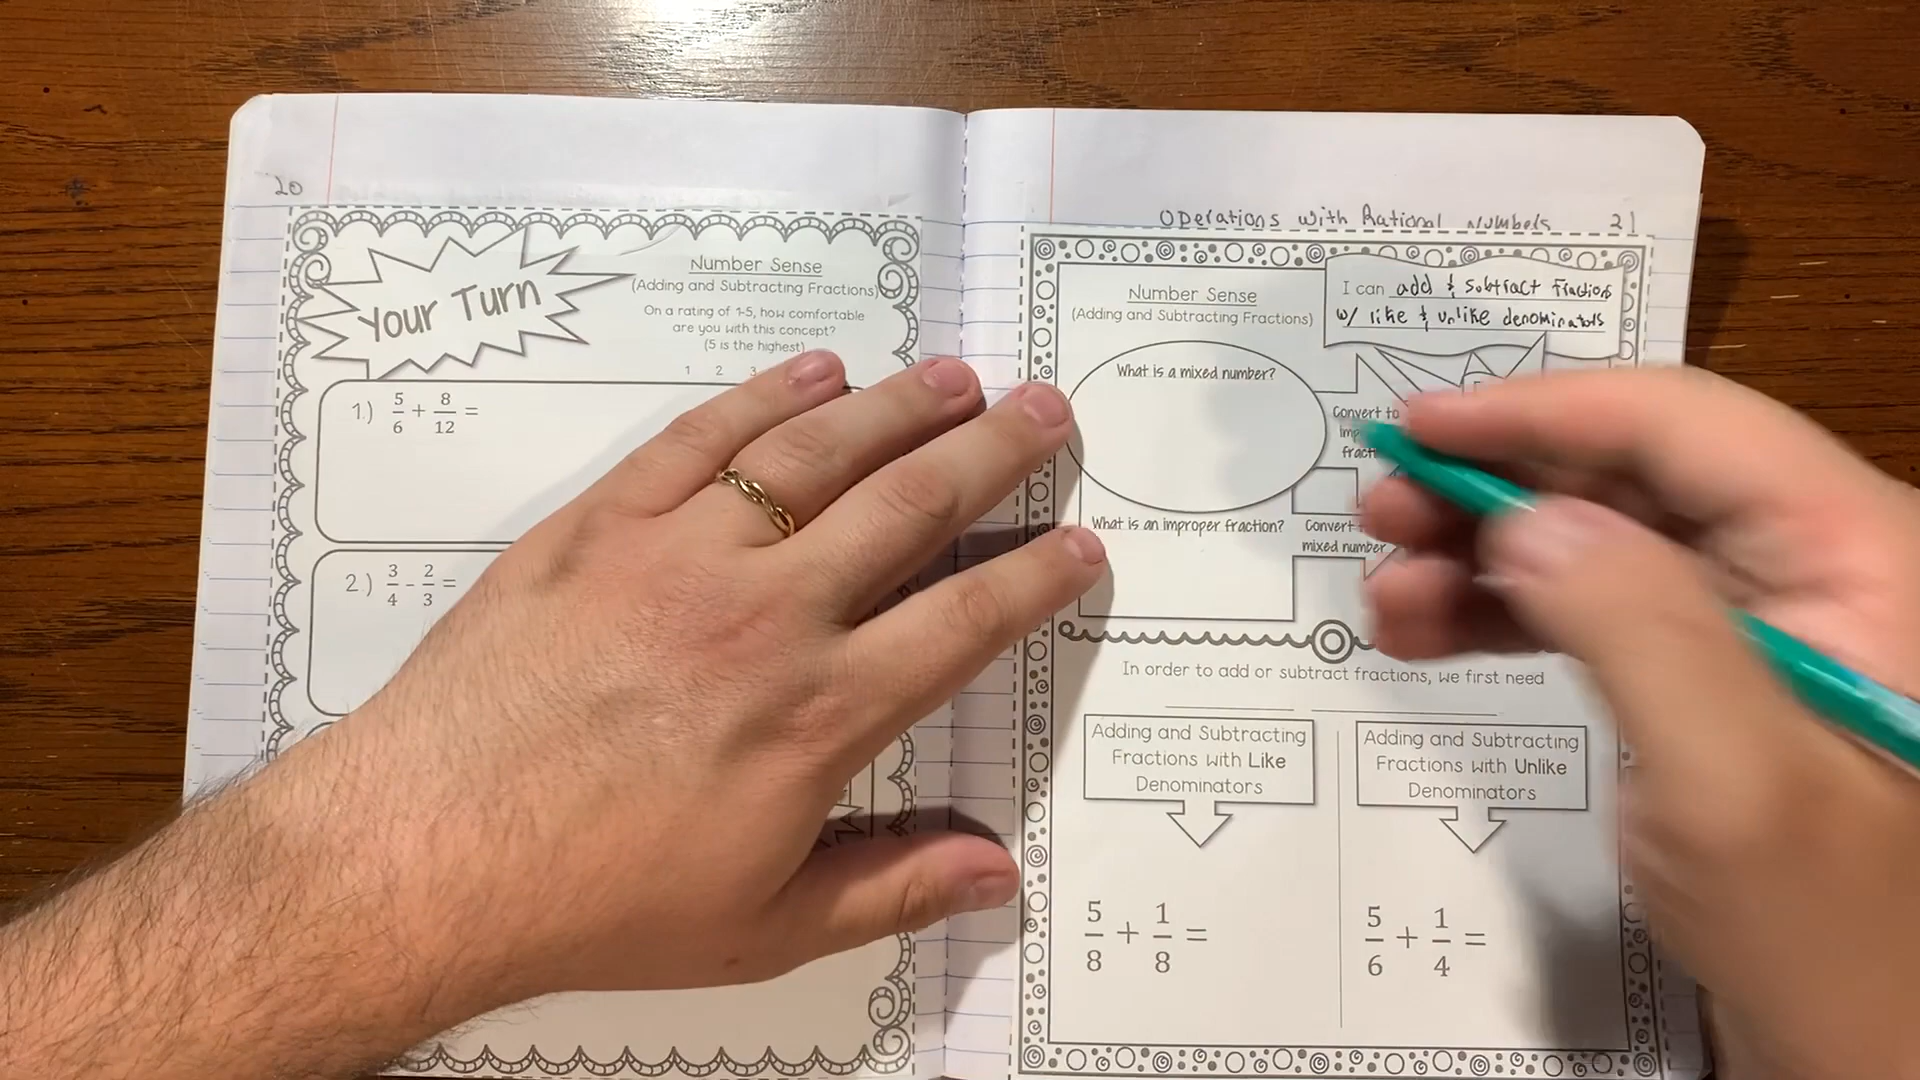 20
Your Turn
Number Sense
(Adding and Subtracting Fractions)
On a rating of 1-5, how comfortable
are you with this concept?
(5 is the highest)
1 2 3
1.) 5/6 + 8/12 =
2.) 3/4 - 2/3 =
Operations with Rational Numbers 21
Number Sense
(Adding and Subtracting Fractions)
I can add & subtract fractions
w/ like & unlike denominators
What is a mixed number?
Convert to
What is an improper fraction?
Convert
mixed number
In order to add or subtract fractions, we first need
Adding and Subtracting
Fractions with Like
Denominators
5/8 + 1/8 =
Adding and Subtracting
Fractions with Unlike
Denominators
5/6 + 1/4 =